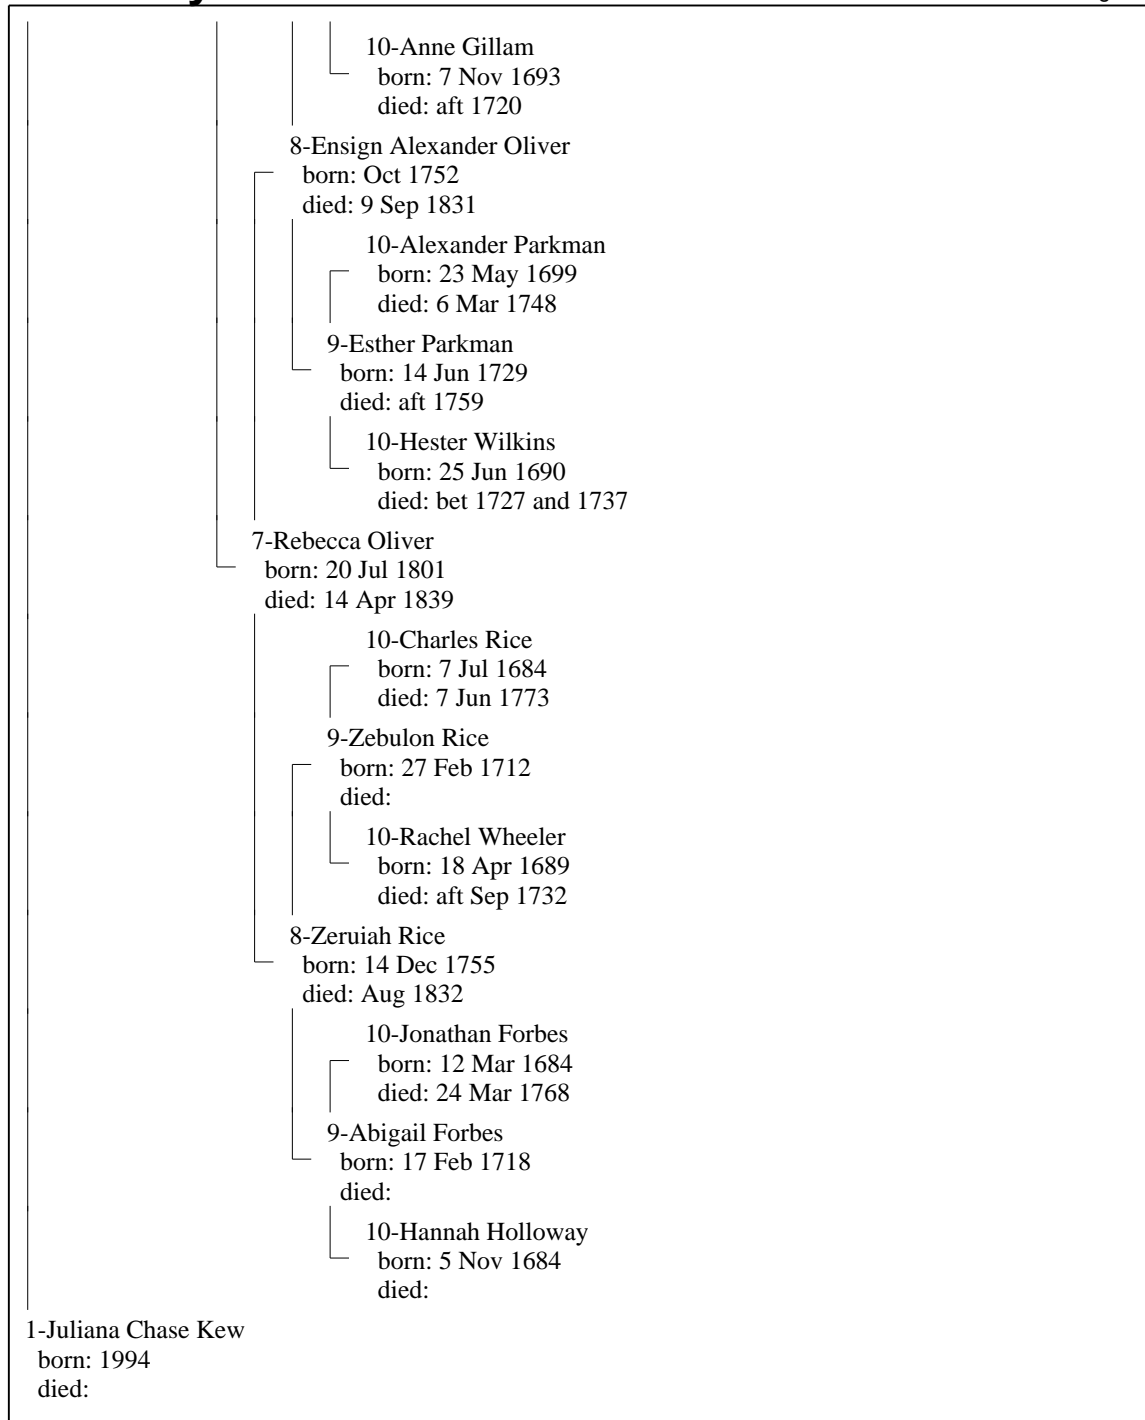 10-Anne Gillam
born: 7 Nov 1693
died: aft 1720
8-Ensign Alexander Oliver
born: Oct 1752
died: 9 Sep 1831
10-Alexander Parkman
born: 23 May 1699
died: 6 Mar 1748
9-Esther Parkman
born: 14 Jun 1729
died: aft 1759
10-Hester Wilkins
born: 25 Jun 1690
died: bet 1727 and 1737
7-Rebecca Oliver
born: 20 Jul 1801
died: 14 Apr 1839
10-Charles Rice
born: 7 Jul 1684
died: 7 Jun 1773
9-Zebulon Rice
born: 27 Feb 1712
died:
10-Rachel Wheeler
born: 18 Apr 1689
died: aft Sep 1732
8-Zeruiah Rice
born: 14 Dec 1755
died: Aug 1832
10-Jonathan Forbes
born: 12 Mar 1684
died: 24 Mar 1768
9-Abigail Forbes
born: 17 Feb 1718
died:
10-Hannah Holloway
born: 5 Nov 1684
died:
1-Juliana Chase Kew
born: 1994
died: